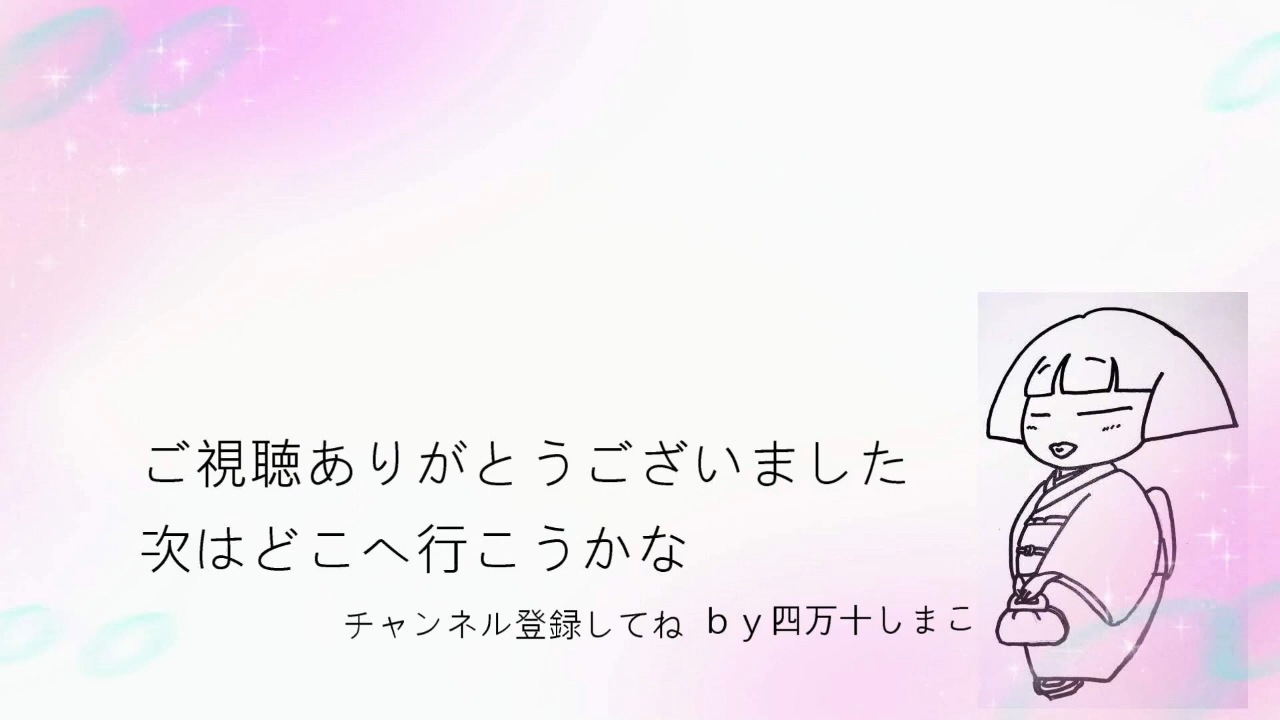 ご視聴ありがとうございました
次はどこへ行こうかな
チャンネル登録してね ｂｙ四万十しまこ